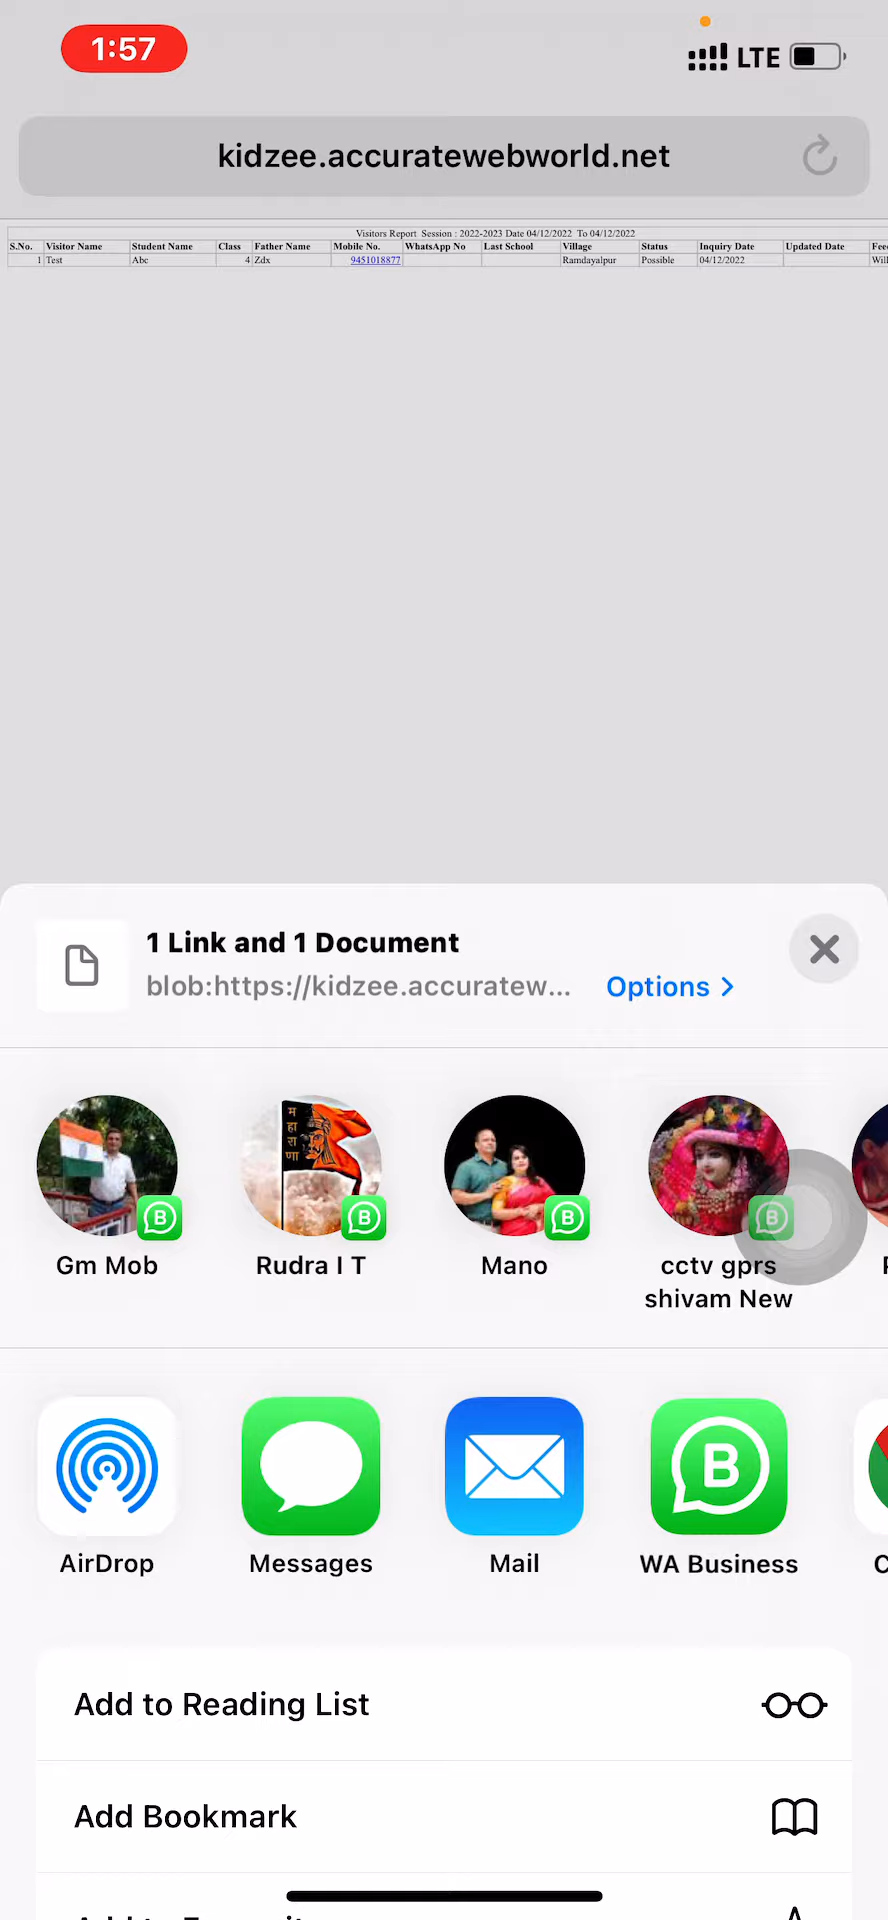 1:57
LTE
kidzee.accuratewebworld.net
Visitors Report Session : 2022-2023 Date 04/12/2022 To 04/12/2022
S.No. Visitor Name Student Name Class Father Name Mobile No. WhatsApp No Last School Village Status Inquiry Date Updated Date
1 Test Abc 4 Zdx 9451018877 Ramdayalpur Possible 04/12/2022
1 Link and 1 Document
blob:https://kidzee.accuratew... Options
म
हा
रा
णा
B B B B
Gm Mob Rudra I T Mano cctv gprs
shivam New
B
AirDrop Messages Mail WA Business
Add to Reading List
Add Bookmark